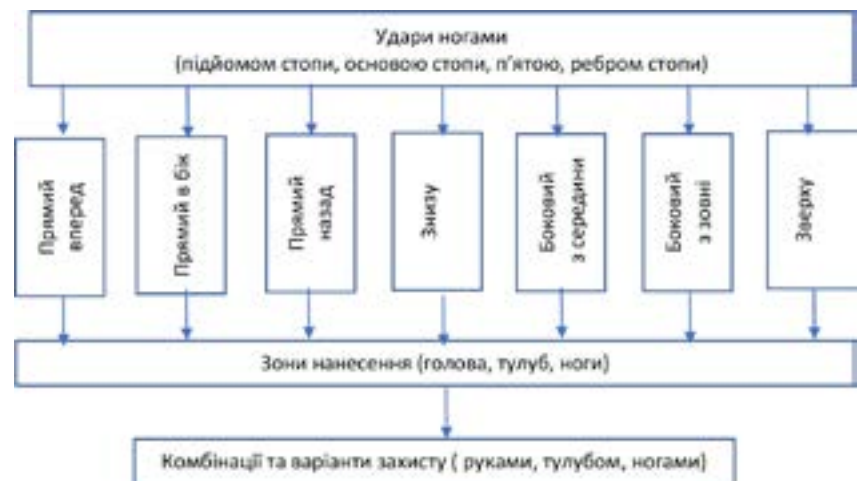 Удари ногами
(підйомом стопи, основою стопи, п'ятою, ребром стопи)
Прямий
вперед
Прямий в бік
Прямий
назад
Знизу
Боковий
з середини
Боковий
з зовні
Зверху
Зони нанесення (голова, тулуб, ноги)
Комбінації та варіанти захисту ( руками, тулубом, ногами)